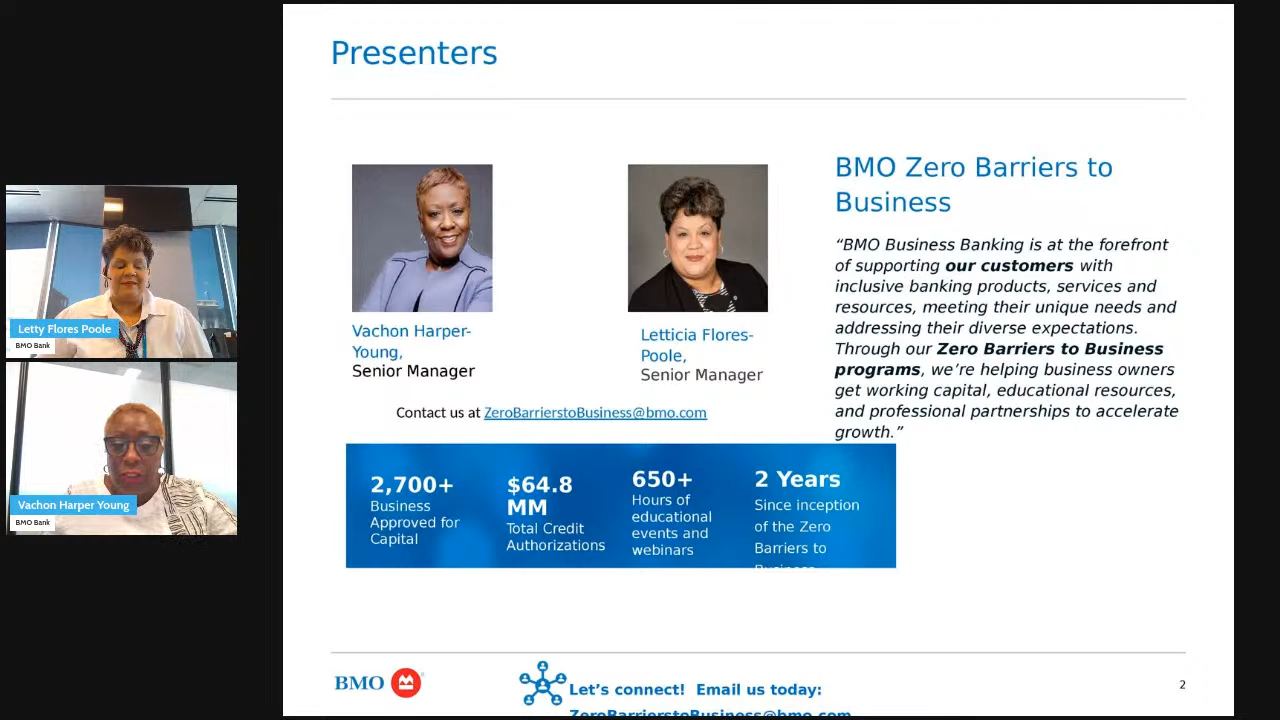 Presenters
Letty Flores Poole
BMO Bank
Vachon Harper Young
BMO Bank
Vachon Harper-
Young,
Senior Manager
Letticia Flores-
Poole,
Senior Manager
Contact us at ZeroBarrierstoBusiness@bmo.com
BMO Zero Barriers to
Business
“BMO Business Banking is at the forefront
of supporting our customers with
inclusive banking products, services and
resources, meeting their unique needs and
addressing their diverse expectations.
Through our Zero Barriers to Business
programs, we’re helping business owners
get working capital, educational resources,
and professional partnerships to accelerate
growth.”
2,700+
Business
Approved for
Capital
$64.8
MM
Total Credit
Authorizations
650+
Hours of
educational
events and
webinars
2 Years
Since inception
of the Zero
Barriers to
Business
BMO
Let’s connect!  Email us today:
ZeroBarrierstoBusiness@bmo.com
2